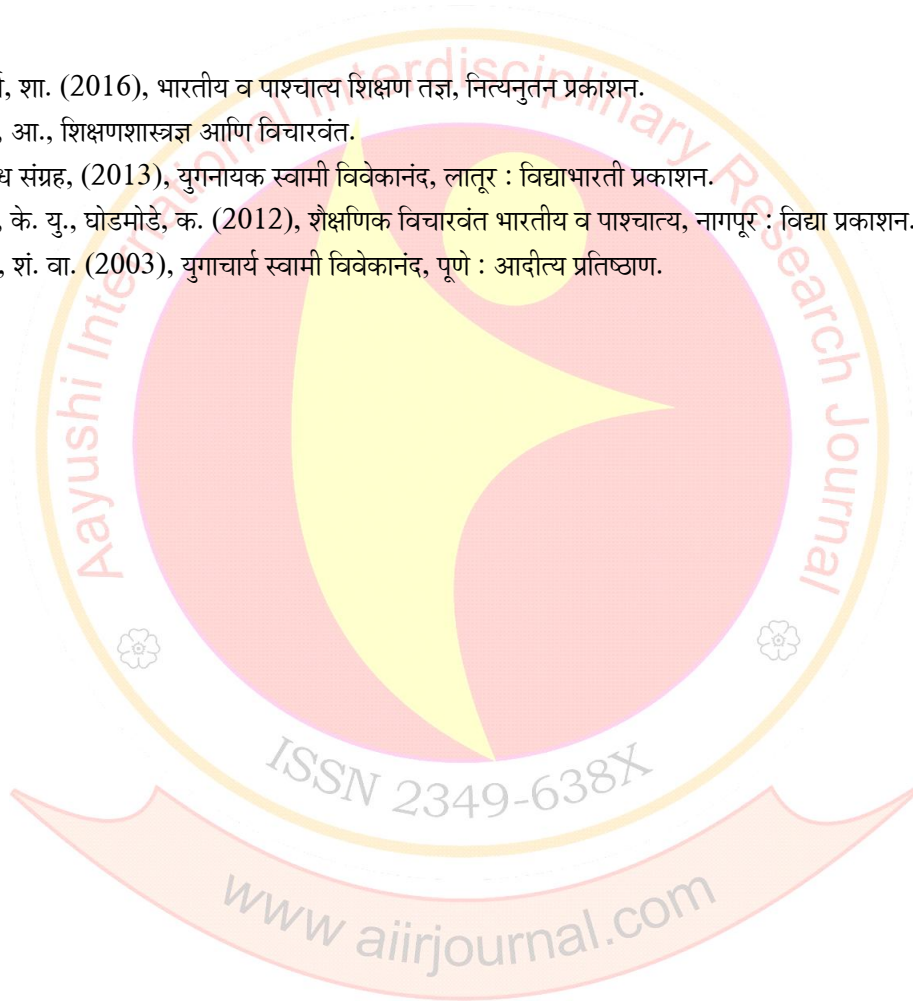 शा. (2016), भारतीय व पाश्चात्य शिक्षण तज्ञ, नित्यनुतन प्रकाशन.
आ., शिक्षणशास्त्रज्ञ आणि विचारवंत.
संग्रह, (2013), युगनायक स्वामी विवेकानंद, लातूर : विद्याभारती प्रकाशन.
के. यु., घोडमोडे, क. (2012), शैक्षणिक विचारवंत भारतीय व पाश्चात्य, नागपूर : विद्या प्रकाशन.
शं. वा. (2003), युगाचार्य स्वामी विवेकानंद, पूणे : आदीत्य प्रतिष्ठाण.
Aayushi International Interdisciplinary Research Journal
ISSN 2349-638X
www aiirjournal.com